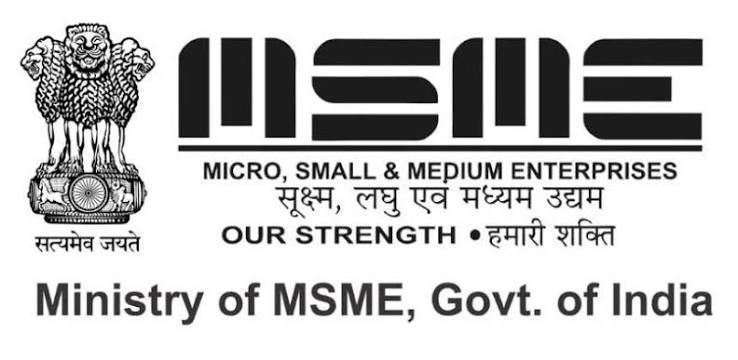 MSME
MICRO, SMALL & MEDIUM ENTERPRISES
सूक्ष्म, लघु एवं मध्यम उद्यम
OUR STRENGTH • हमारी शक्ति
सत्यमेव जयते
Ministry of MSME, Govt. of India